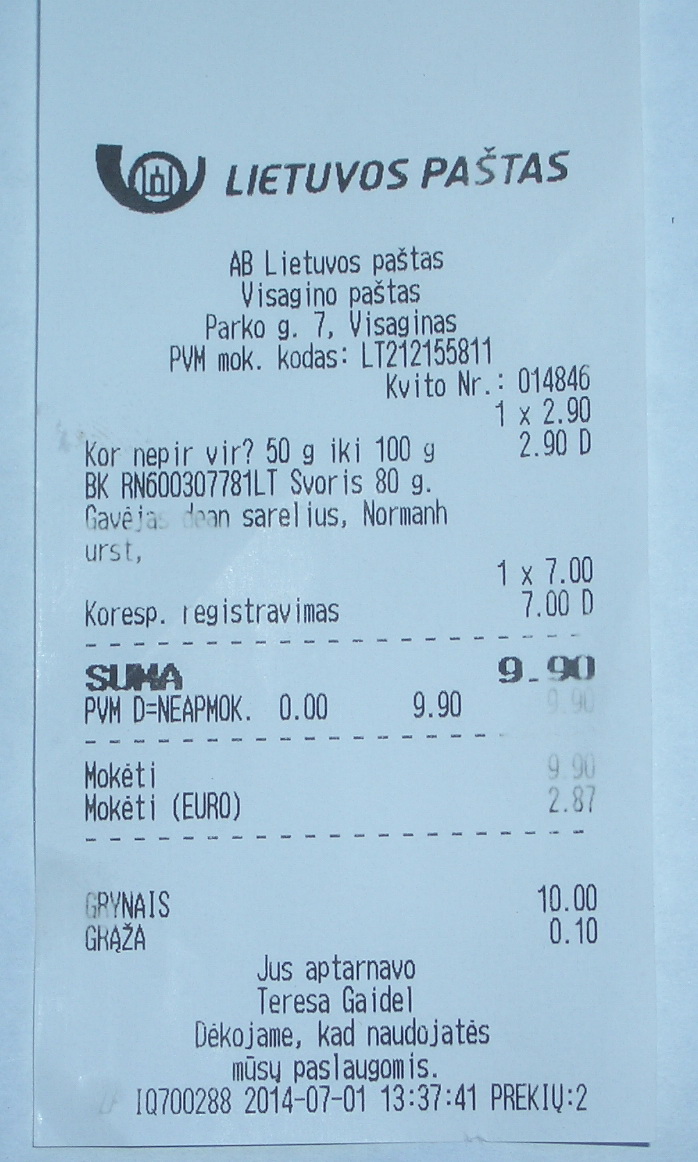 LIETUVOS PAŠTAS
AB Lietuvos paštas
Visagino paštas
Parko g. 7, Visaginas
PVM mok. kodas: LT212155811
Kvito Nr.: 014846
1 x 2.90
Kor nepir vir? 50 g iki 100 g 2.90 D
BK RN600307781LT Svoris 80 g.
Gavėjas dean sarelius, Normanh
urst,
1 x 7.00
Koresp. registravimas 7.00 D
SUMA 9.90
PVM D=NEAPMOK. 0.00 9.90 9.90
Mokėti 9.90
Mokėti (EURO) 2.87
GRYNAIS 10.00
GRĄŽA 0.10
Jus aptarnavo
Teresa Gaidel
Dėkojame, kad naudojatės
mūsų paslaugomis.
IQ700288 2014-07-01 13:37:41 PREKIŲ:2